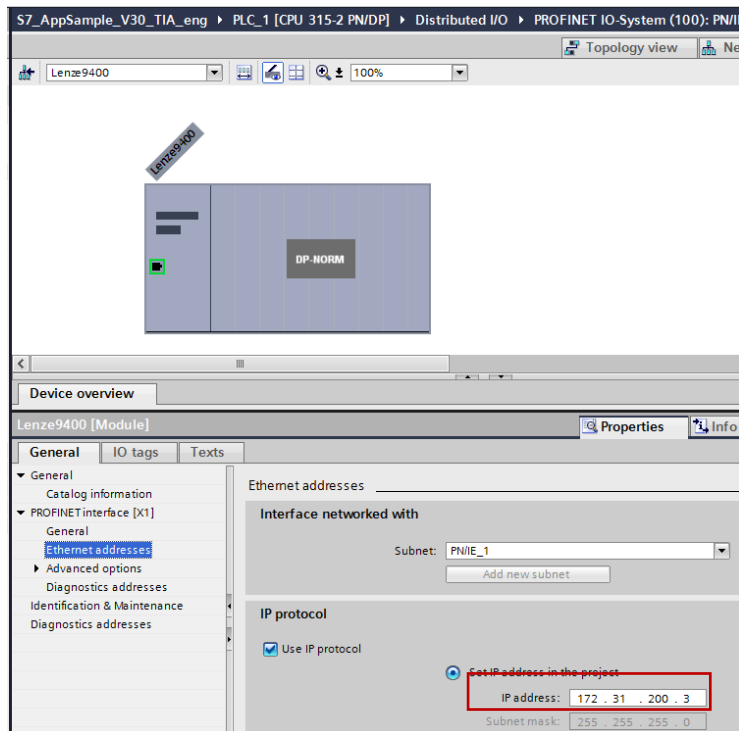 S7_AppSample_V30_TIA_eng PLC_1 [CPU 315-2 PN/DP] Distributed I/O PROFINET IO-System (100): PN/I
Topology view Ne
Lenze9400 100%
Lenze9400
DP-NORM
Device overview
Lenze9400 [Module] Properties Info
General IO tags Texts
General
Catalog information
PROFINET interface [X1]
General
Ethernet addresses
Advanced options
Diagnostics addresses
Identification & Maintenance
Diagnostics addresses
Ethernet addresses
Interface networked with
Subnet: PN/IE_1
Add new subnet
IP protocol
Use IP protocol
Set IP address in the project
IP address: 172 . 31 . 200 . 3
Subnet mask: 255 . 255 . 255 . 0